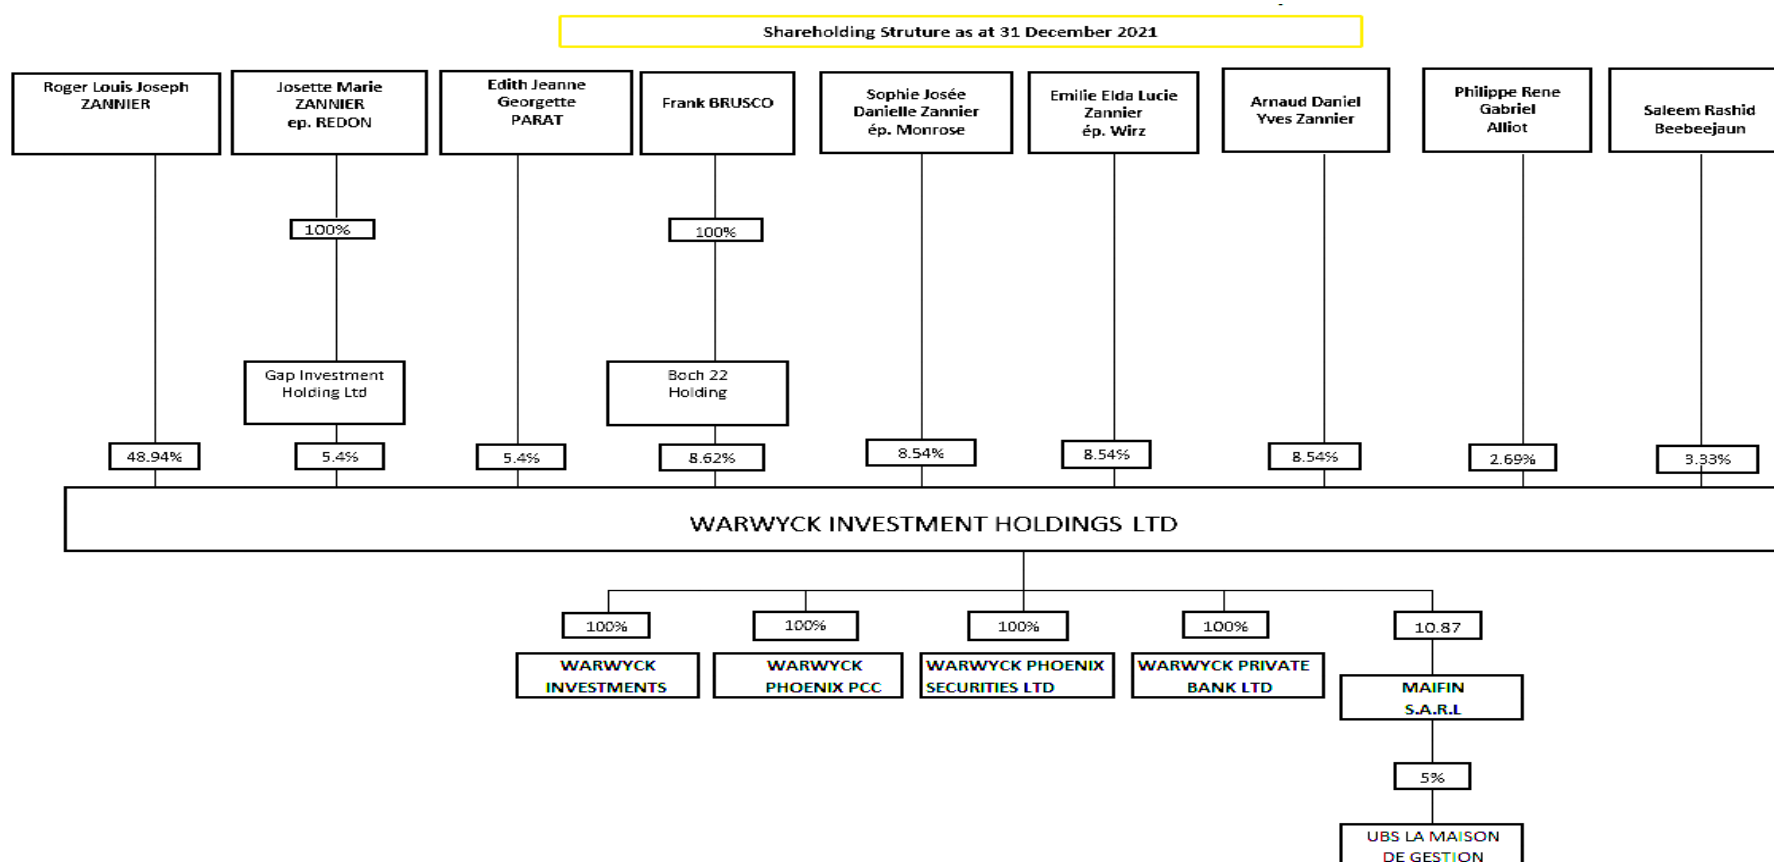 Shareholding Struture as at 31 December 2021
Roger Louis Joseph
ZANNIER
Josette Marie
ZANNIER
ep. REDON
Edith Jeanne
Georgette
PARAT
Frank BRUSCO
Sophie Josée
Danielle Zannier
ép. Monrose
Emilie Elda Lucie
Zannier
ép. Wirz
Arnaud Daniel
Yves Zannier
Philippe Rene
Gabriel
Alliot
Saleem Rashid
Beebeejaun
100%
100%
Gap Investment
Holding Ltd
Boch 22
Holding
48.94%
5.4%
5.4%
8.62%
8.54%
8.54%
8.54%
2.69%
3.33%
WARWYCK INVESTMENT HOLDINGS LTD
100%
100%
100%
100%
10.87
WARWYCK
INVESTMENTS
WARWYCK
PHOENIX PCC
WARWYCK PHOENIX
SECURITIES LTD
WARWYCK PRIVATE
BANK LTD
MAIFIN
S.A.R.L
5%
UBS LA MAISON
DE GESTION